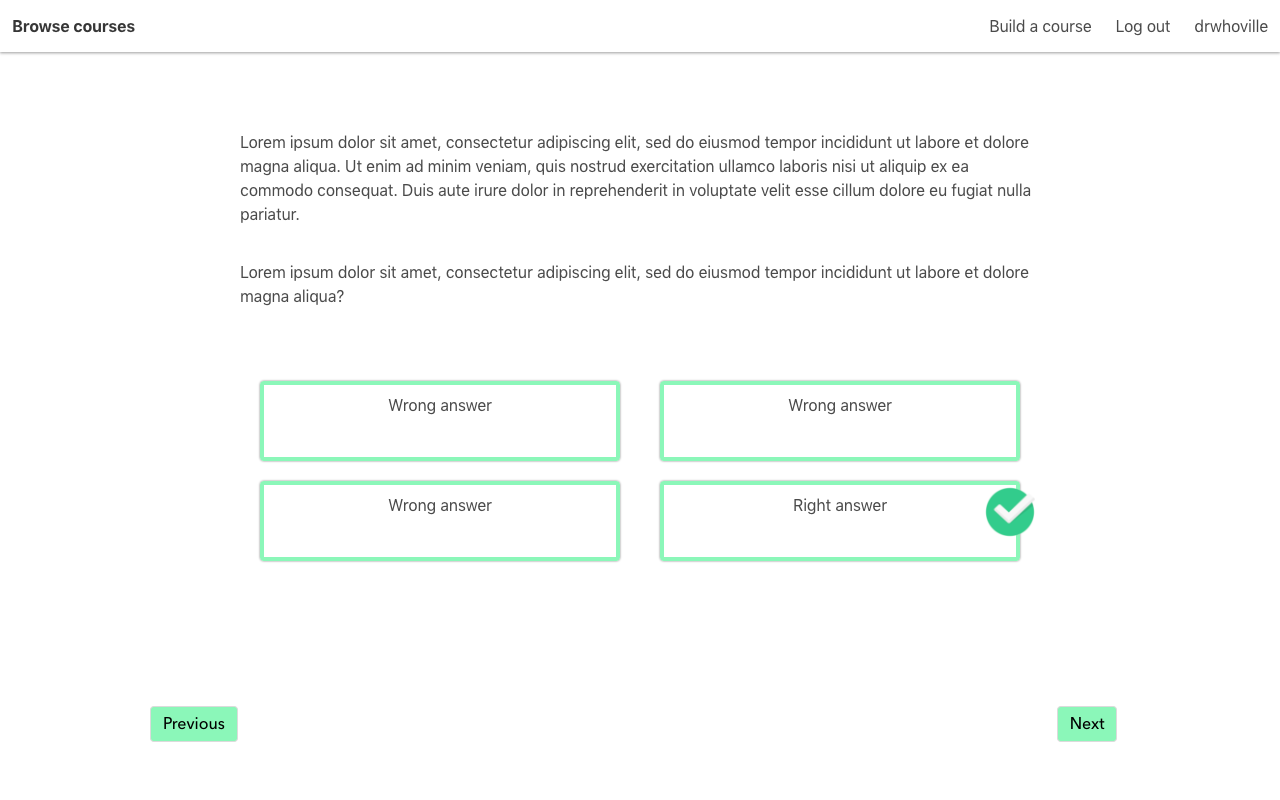 Browse courses
Build a course
Log out
drwhoville
Lorem ipsum dolor sit amet, consectetur adipiscing elit, sed do eiusmod tempor incididunt ut labore et dolore
magna aliqua. Ut enim ad minim veniam, quis nostrud exercitation ullamco laboris nisi ut aliquip ex ea
commodo consequat. Duis aute irure dolor in reprehenderit in voluptate velit esse cillum dolore eu fugiat nulla
pariatur.
Lorem ipsum dolor sit amet, consectetur adipiscing elit, sed do eiusmod tempor incididunt ut labore et dolore
magna aliqua?
Wrong answer
Wrong answer
Wrong answer
Right answer
Previous
Next